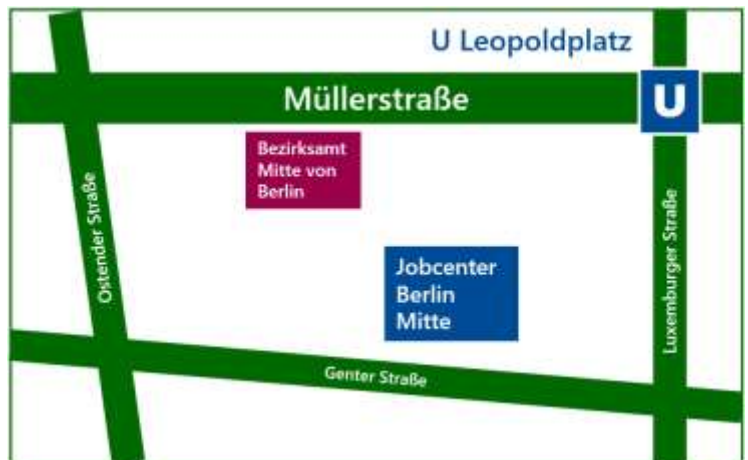 U Leopoldplatz
Müllerstraße
U
Bezirksamt
Mitte von
Berlin
Ostender Straße
Luxemburger Straße
Jobcenter
Berlin
Mitte
Genter Straße